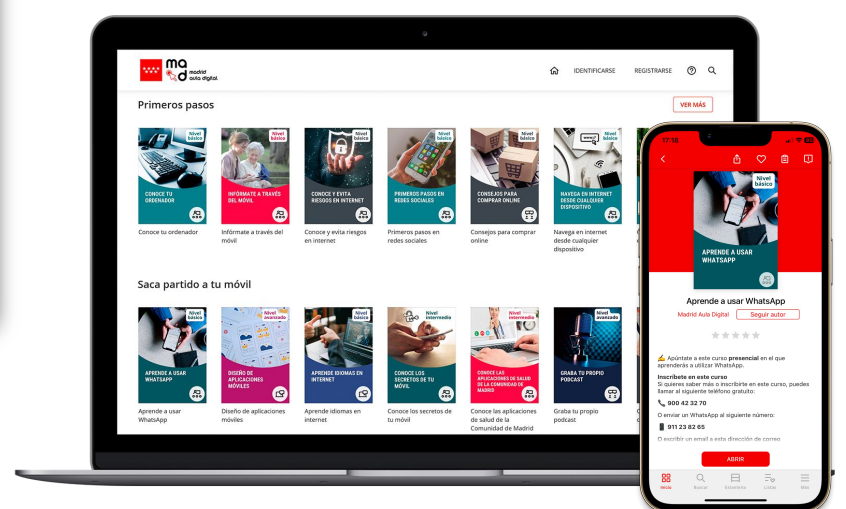 mad
madrid
aula digital.
IDENTIFICARSE
REGISTRARSE
Primeros pasos
VER MÁS
Nivel
básico
CONOCE TU
ORDENADOR
Conoce tu ordenador
Nivel
básico
INFÓRMATE A TRAVÉS
DEL MÓVIL
Infórmate a través del
móvil
Nivel
básico
CONOCE Y EVITA
RIESGOS EN INTERNET
Conoce y evita riesgos
en internet
Nivel
básico
PRIMEROS PASOS EN
REDES SOCIALES
Primeros pasos en
redes sociales
Nivel
básico
CONSEJOS PARA
COMPRAR ONLINE
Consejos para comprar
online
Nivel
básico
NAVEGA EN INTERNET
DESDE CUALQUIER
DISPOSITIVO
Navega en internet
desde cualquier
dispositivo
Saca partido a tu móvil
Nivel
básico
APRENDE A USAR
WHATSAPP
Aprende a usar
WhatsApp
Nivel
avanzado
DISEÑO DE
APLICACIONES
MÓVILES
Diseño de aplicaciones
móviles
Nivel
básico
APRENDE IDIOMAS EN
INTERNET
Aprende idiomas en
internet
Nivel
intermedio
CONOCE LOS
SECRETOS DE TU
MÓVIL
Conoce los secretos de
tu móvil
Nivel
intermedio
CONOCE LAS
APLICACIONES DE SALUD
DE LA COMUNIDAD DE
MADRID
Conoce las aplicaciones
de salud de la
Comunidad de Madrid
Nivel
avanzado
GRABA TU PROPIO
PODCAST
Graba tu propio
podcast
17:18
Nivel
básico
APRENDE A USAR
WHATSAPP
Aprende a usar WhatsApp
Madrid Aula Digital
Seguir autor
✍️ Apúntate a este curso presencial en el que
aprenderás a utilizar WhatsApp.
Inscríbete en este curso
Si quieres saber más o inscribirte en este curso, puedes
llamar al siguiente teléfono gratuito:
📞 900 42 32 70
O enviar un WhatsApp al siguiente número:
📱 911 23 82 65
O escribir un email a esta dirección de correo
ABRIR
Inicio
Buscar
Estantería
Listas
Más